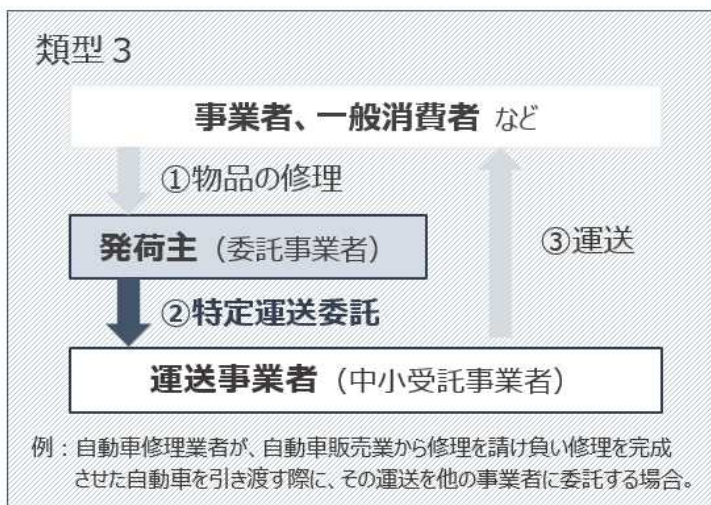 類型3
事業者、一般消費者 など
①物品の修理
発荷主（委託事業者）
③運送
②特定運送委託
運送事業者（中小受託事業者）
例：自動車修理業者が、自動車販売業から修理を請け負い修理を完成
させた自動車を引き渡す際に、その運送を他の事業者に委託する場合。